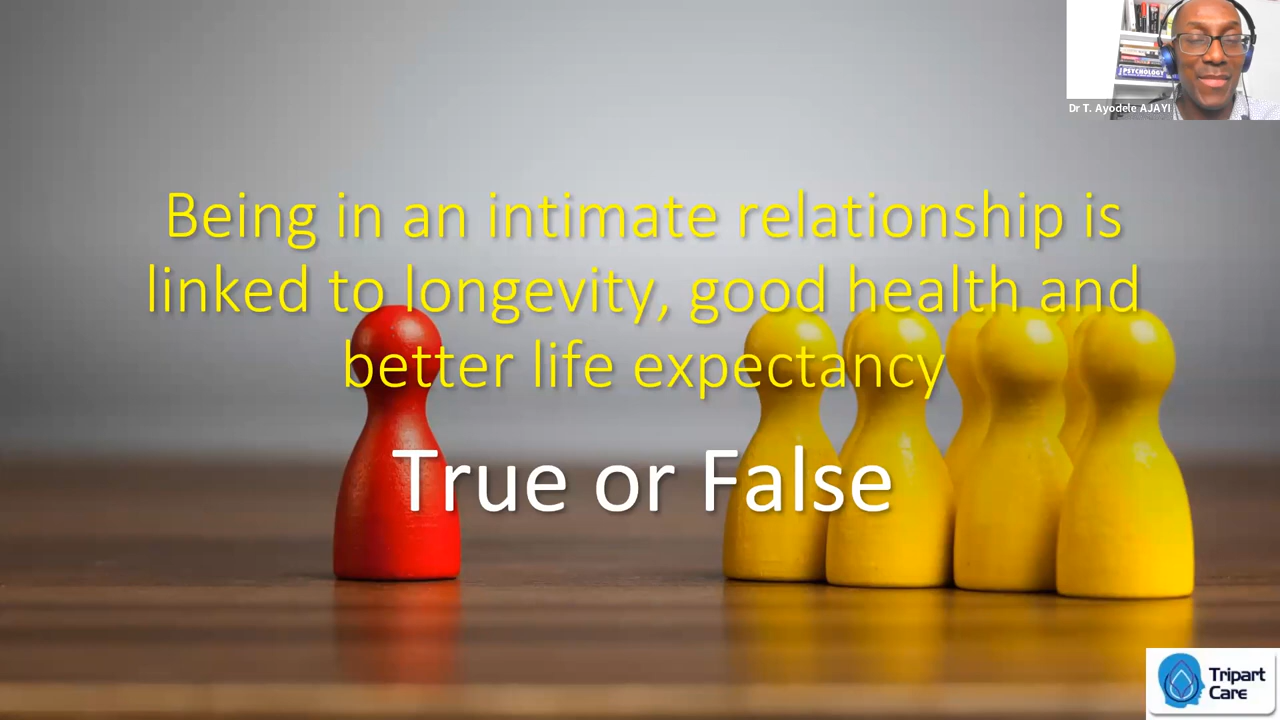 Dr T. Ayodele AJAYI
PSYCHOLOGY
Being in an intimate relationship is
linked to longevity, good health and
better life expectancy
True or False
Tripart
Care